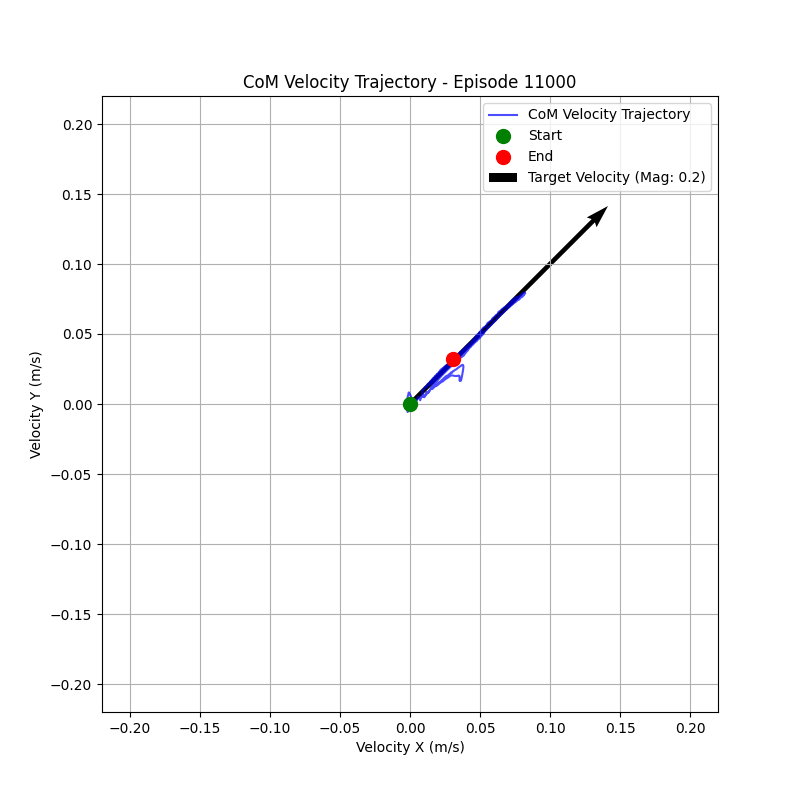 CoM Velocity Trajectory - Episode 11000
CoM Velocity Trajectory
Start
End
Target Velocity (Mag: 0.2)
0.20
0.15
0.10
0.05
0.00
−0.05
−0.10
−0.15
−0.20
Velocity Y (m/s)
−0.20 −0.15 −0.10 −0.05 0.00 0.05 0.10 0.15 0.20
Velocity X (m/s)